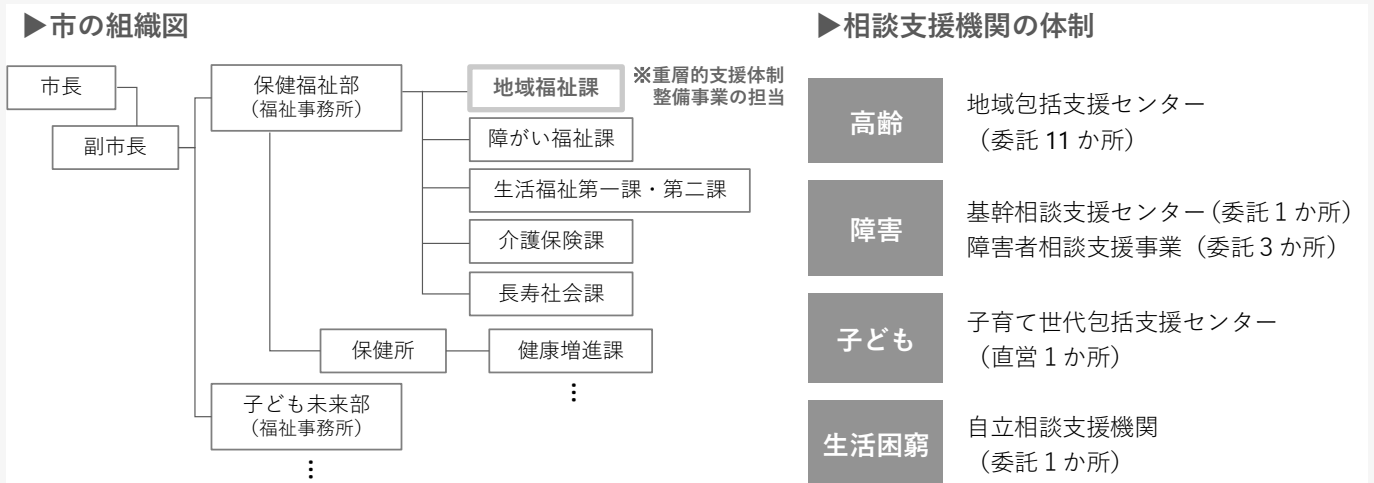 ▶市の組織図
市長
副市長
保健福祉部
(福祉事務所)
地域福祉課
※重層的支援体制
整備事業の担当
障がい福祉課
生活福祉第一課・第二課
介護保険課
長寿社会課
保健所
健康増進課
⋮
子ども未来部
(福祉事務所)
⋮
▶相談支援機関の体制
高齢
地域包括支援センター
（委託 11 か所）
障害
基幹相談支援センター（委託１か所）
障害者相談支援事業（委託３か所）
子ども
子育て世代包括支援センター
（直営１か所）
生活困窮
自立相談支援機関
（委託１か所）